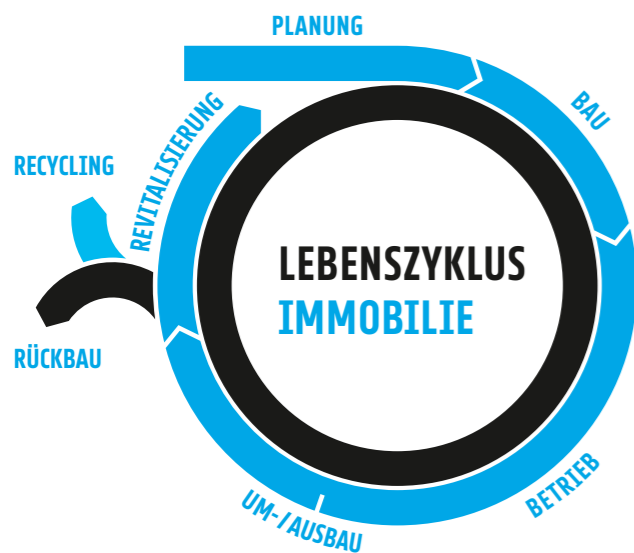 PLANUNG
BAU
REVITALISIERUNG
RECYCLING
LEBENSZYKLUS
IMMOBILIE
RÜCKBAU
BETRIEB
UM-/AUSBAU